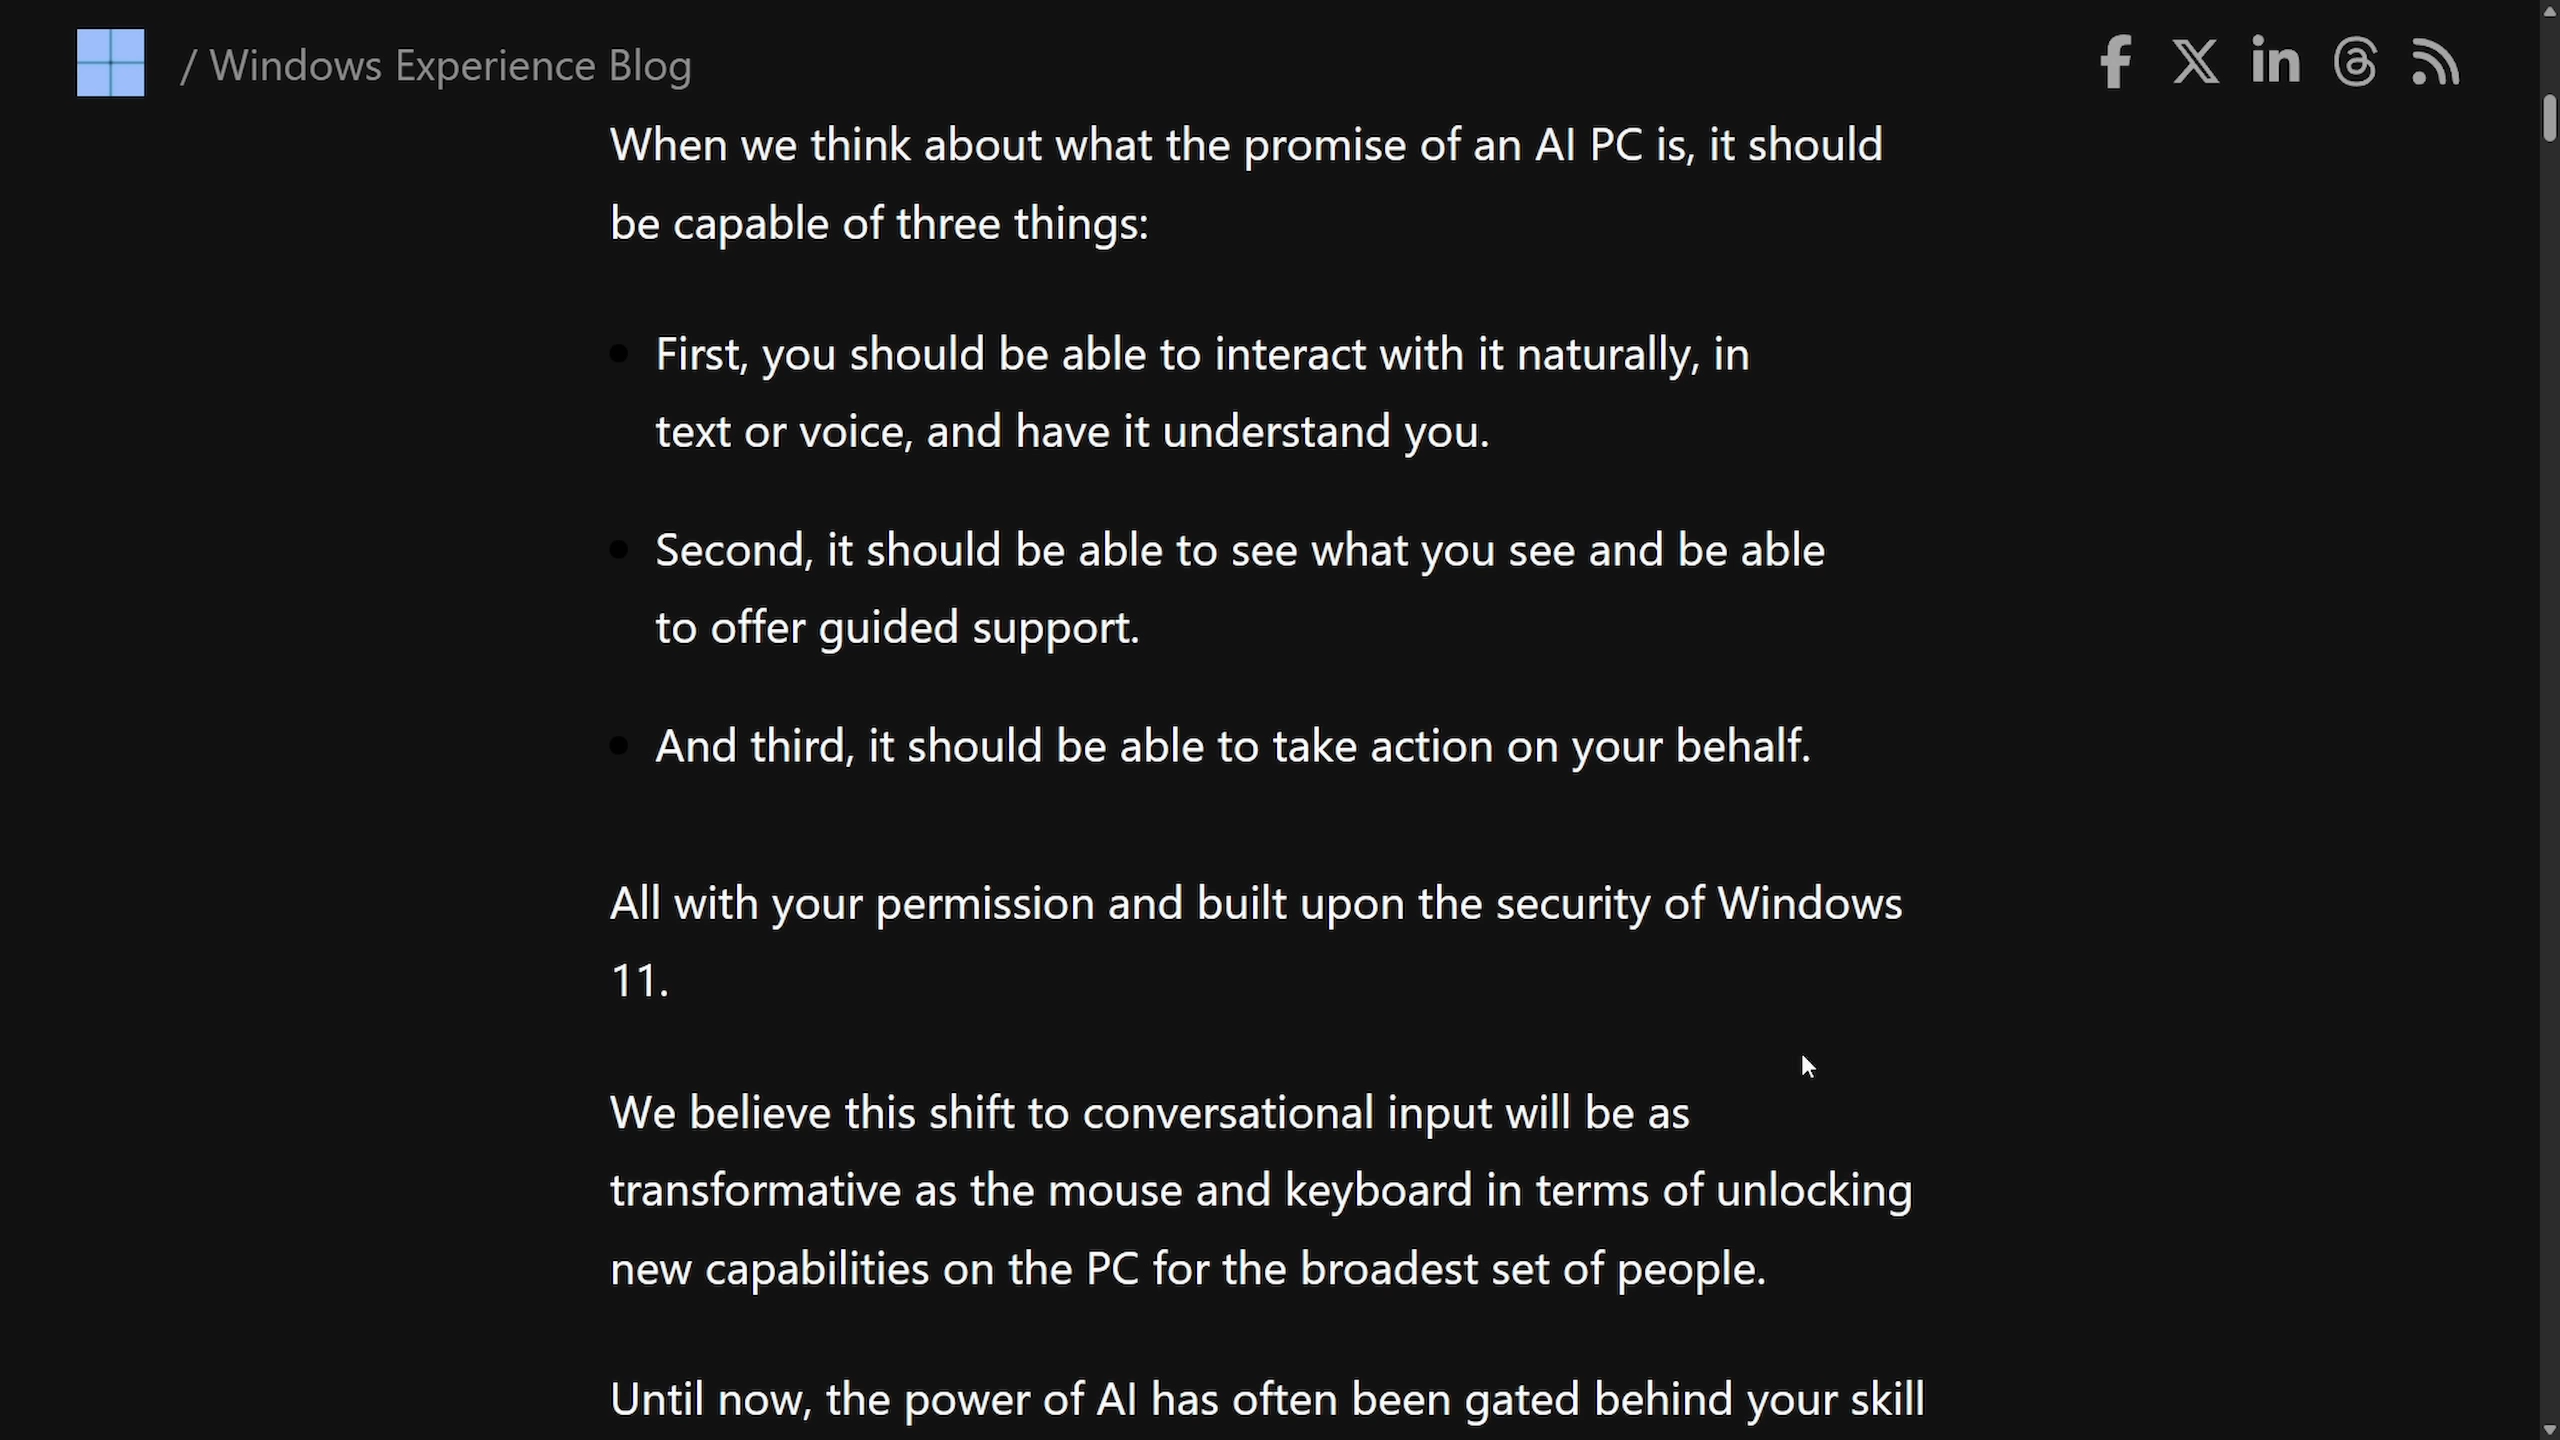 / Windows Experience Blog
When we think about what the promise of an AI PC is, it should
be capable of three things:
First, you should be able to interact with it naturally, in
text or voice, and have it understand you.
Second, it should be able to see what you see and be able
to offer guided support.
And third, it should be able to take action on your behalf.
All with your permission and built upon the security of Windows
11.
We believe this shift to conversational input will be as
transformative as the mouse and keyboard in terms of unlocking
new capabilities on the PC for the broadest set of people.
Until now, the power of AI has often been gated behind your skill